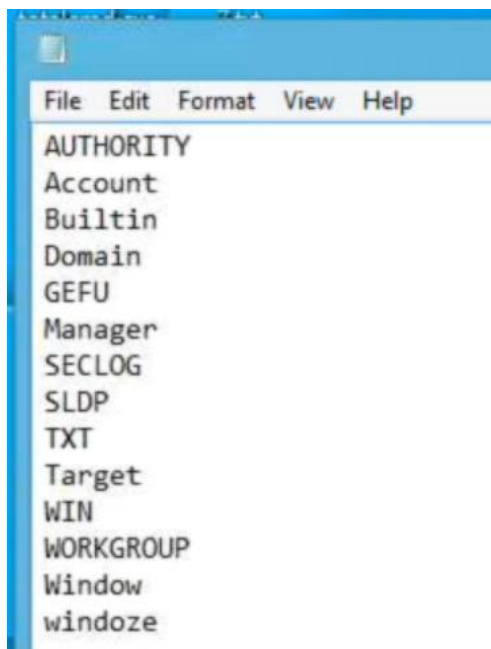 File Edit Format View Help
AUTHORITY
Account
Builtin
Domain
GEFU
Manager
SECLOG
SLDP
TXT
Target
WIN
WORKGROUP
Window
windoze